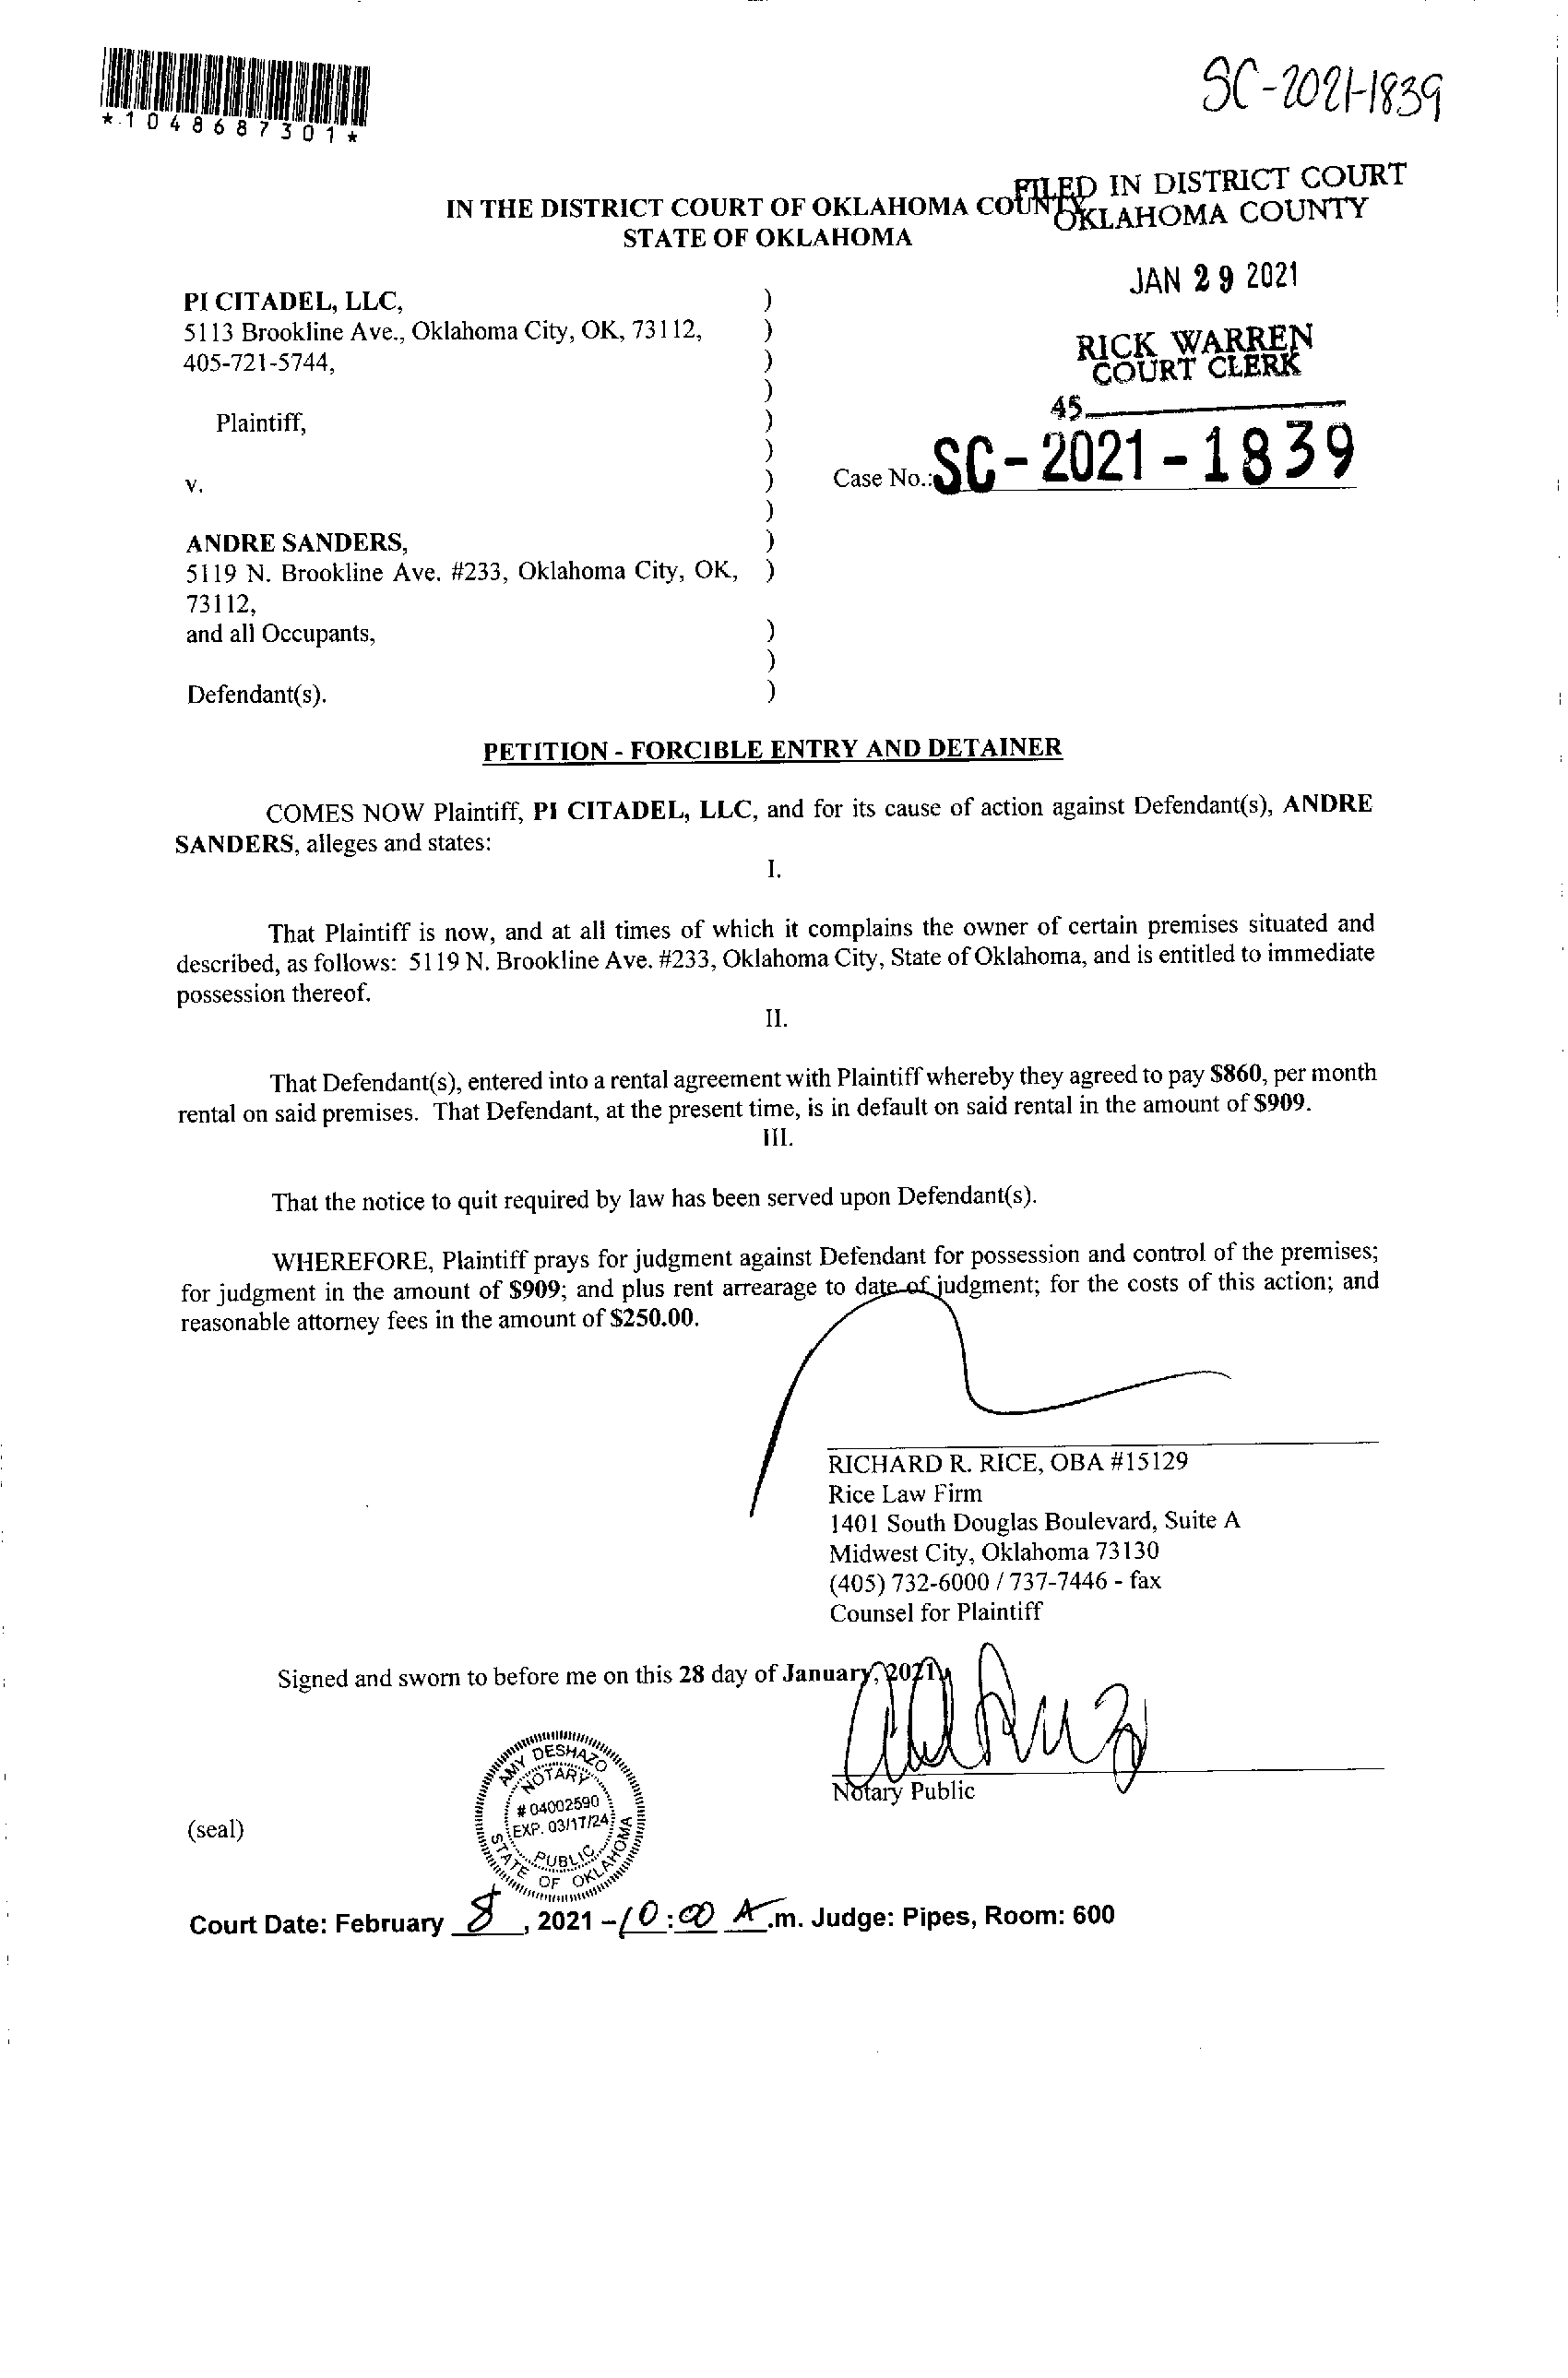 *1048687301*
SC-2021-1839
IN THE DISTRICT COURT OF OKLAHOMA COUNTY
STATE OF OKLAHOMA
FILED IN DISTRICT COURT
OKLAHOMA COUNTY
JAN 29 2021
RICK WARREN
COURT CLERK
45
PI CITADEL, LLC, )
5113 Brookline Ave., Oklahoma City, OK, 73112, )
405-721-5744, )
)
Plaintiff, )
)
v. ) Case No.: SC-2021-1839
)
ANDRE SANDERS, )
5119 N. Brookline Ave. #233, Oklahoma City, OK, )
73112,
and all Occupants, )
)
Defendant(s). )
PETITION - FORCIBLE ENTRY AND DETAINER
COMES NOW Plaintiff, PI CITADEL, LLC, and for its cause of action against Defendant(s), ANDRE
SANDERS, alleges and states:
I.
That Plaintiff is now, and at all times of which it complains the owner of certain premises situated and
described, as follows: 5119 N. Brookline Ave. #233, Oklahoma City, State of Oklahoma, and is entitled to immediate
possession thereof.
II.
That Defendant(s), entered into a rental agreement with Plaintiff whereby they agreed to pay $860, per month
rental on said premises. That Defendant, at the present time, is in default on said rental in the amount of $909.
III.
That the notice to quit required by law has been served upon Defendant(s).
WHEREFORE, Plaintiff prays for judgment against Defendant for possession and control of the premises;
for judgment in the amount of $909; and plus rent arrearage to date of judgment; for the costs of this action; and
reasonable attorney fees in the amount of $250.00.
RICHARD R. RICE, OBA #15129
Rice Law Firm
1401 South Douglas Boulevard, Suite A
Midwest City, Oklahoma 73130
(405) 732-6000 / 737-7446 - fax
Counsel for Plaintiff
Signed and sworn to before me on this 28 day of January, 2021.
Notary Public
AMY DESHAZO
NOTARY
# 04002590
EXP. 03/17/24
PUBLIC
STATE OF OKLAHOMA
(seal)
Court Date: February 8, 2021 - 10:00 A.m. Judge: Pipes, Room: 600